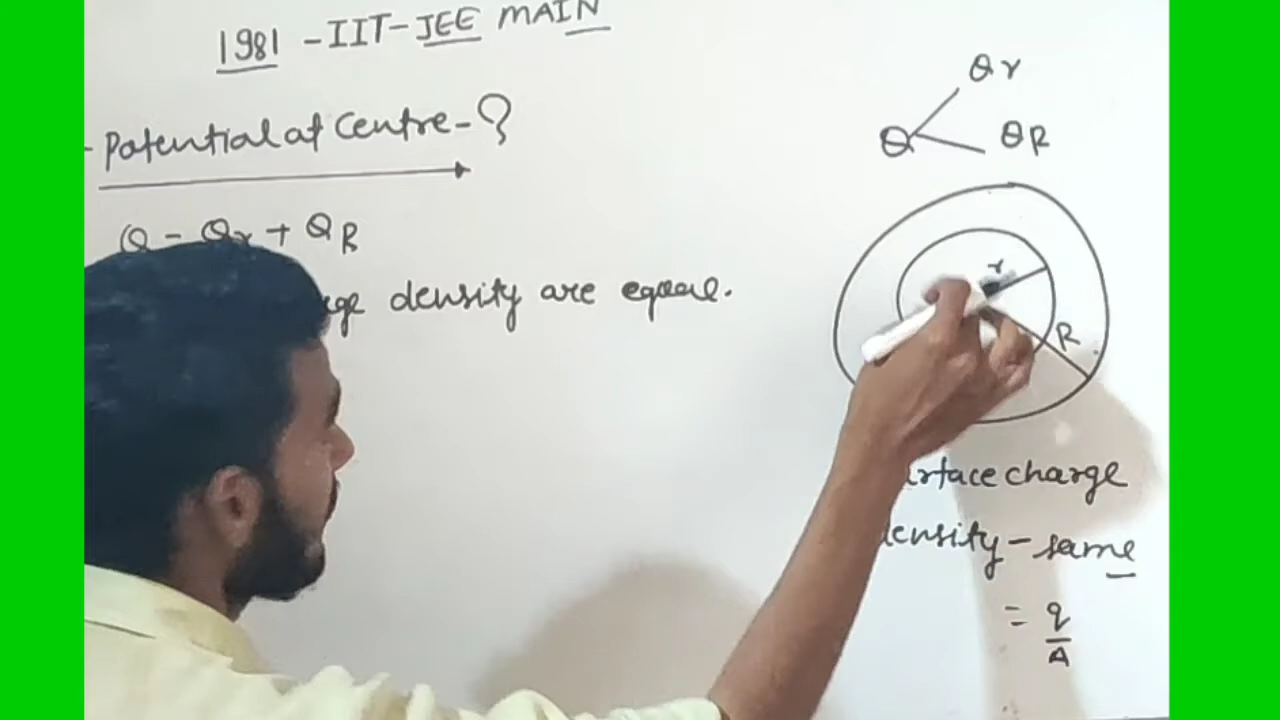 1981 - IIT-JEE MAIN
- Potential at Centre - ?
Q = Qr + QR
density are equal.
Qr
Q
QR
r
R
surface charge
density - same
= q/A